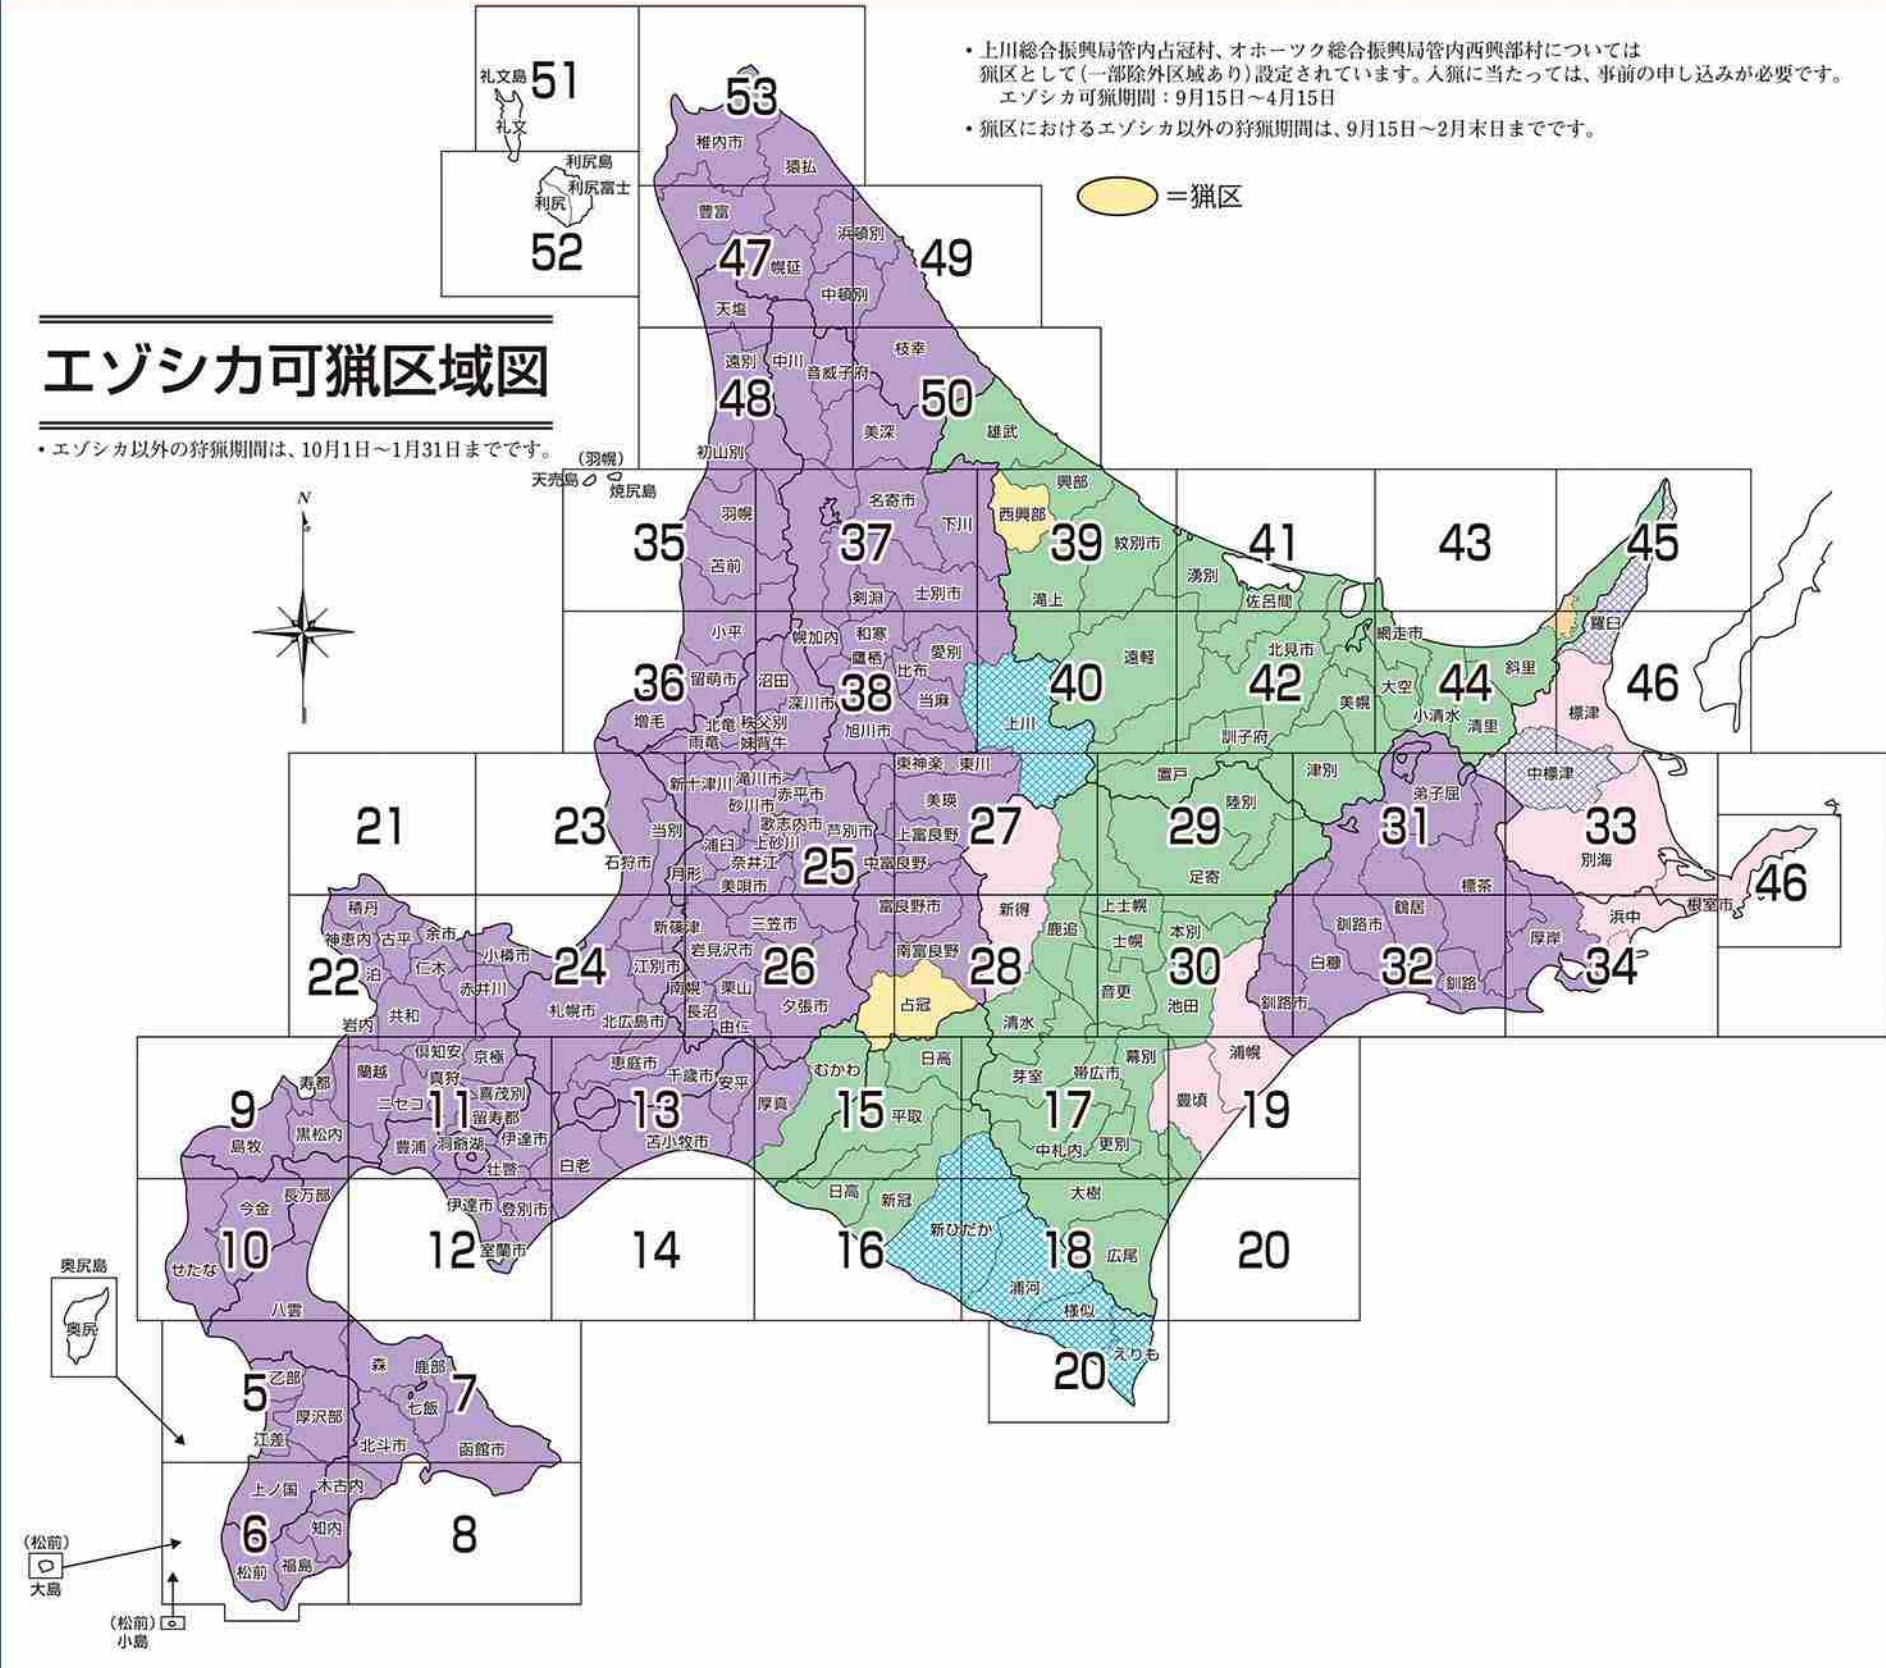 ・上川総合振興局管内占冠村、オホーツク総合振興局管内西興部村については
猟区として(一部除外区域あり)設定されています。入猟に当たっては、事前の申し込みが必要です。
エゾシカ可猟期間：9月15日～4月15日
・猟区におけるエゾシカ以外の狩猟期間は、9月15日～2月末日までです。
＝猟区
エゾシカ可猟区域図
・エゾシカ以外の狩猟期間は、10月1日～1月31日までです。
N
礼文島
51
礼文
利尻島
利尻富士
利尻
52
53
稚内市
猿払
豊富
浜頓別
47
幌延
49
中頓別
天塩
枝幸
遠別
中川
音威子府
48
50
美深
雄武
初山別
(羽幌)
天売島
焼尻島
興部
名寄市
羽幌
西興部
下川
35
37
39
紋別市
41
43
45
苫前
湧別
剣淵
士別市
滝上
佐呂間
羅臼
小平
幌加内
和寒
網走市
愛別
北見市
鷹栖
遠軽
比布
斜里
36
留萌市
沼田
38
40
42
大空
44
46
深川市
当麻
美幌
標津
増毛
北竜
秩父別
上川
小清水
清里
旭川市
雨竜
妹背牛
訓子府
東神楽
東川
新十津川
滝川市
置戸
津別
中標津
赤平市
砂川市
美瑛
陸別
弟子屈
21
23
当別
歌志内市
芦別市
上富良野
27
29
31
33
浦臼
上砂川
石狩市
奈井江
25
中富良野
別海
月形
美唄市
足寄
標茶
46
積丹
富良野市
新得
上士幌
鶴居
根室市
神恵内
古平
余市
新篠津
三笠市
鹿追
本別
釧路市
浜中
小樽市
岩見沢市
南富良野
士幌
厚岸
22
泊
仁木
24
江別市
26
28
30
白糠
32
34
赤井川
南幌
栗山
音更
釧路
札幌市
長沼
夕張市
占冠
池田
釧路市
岩内
共和
北広島市
由仁
清水
倶知安
京極
恵庭市
日高
幕別
浦幌
蘭越
真狩
千歳市
むかわ
芽室
帯広市
寿都
喜茂別
安平
9
ニセコ
11
留寿都
13
厚真
15
平取
17
豊頃
19
黒松内
伊達市
島牧
豊浦
洞爺湖
苫小牧市
中札内
更別
壮瞥
白老
長万部
日高
新冠
大樹
今金
伊達市
登別市
新ひだか
10
12
室蘭市
14
16
18
広尾
20
せたな
浦河
奥尻島
八雲
様似
奥尻
えりも
20
森
鹿部
5
乙部
7
七飯
厚沢部
江差
北斗市
函館市
上ノ国
木古内
6
知内
8
松前
福島
(松前)
大島
(松前)
小島